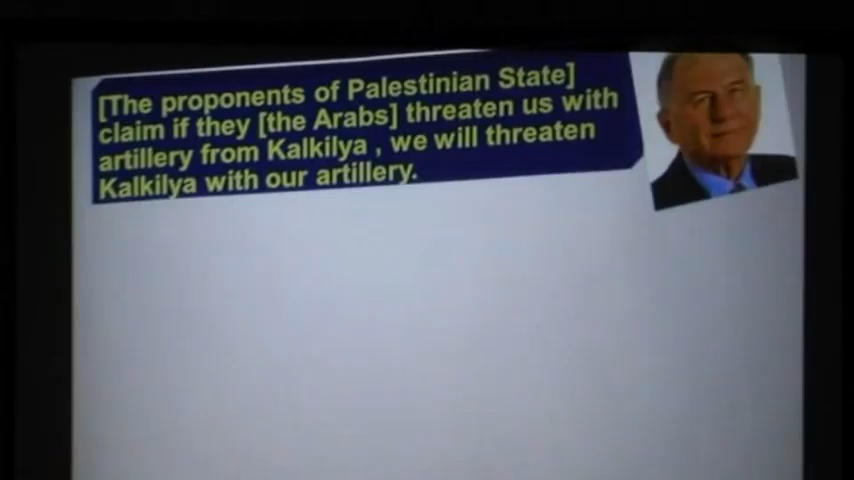 [The proponents of Palestinian State]
claim if they [the Arabs] threaten us with
artillery from Kalkilya , we will threaten
Kalkilya with our artillery.